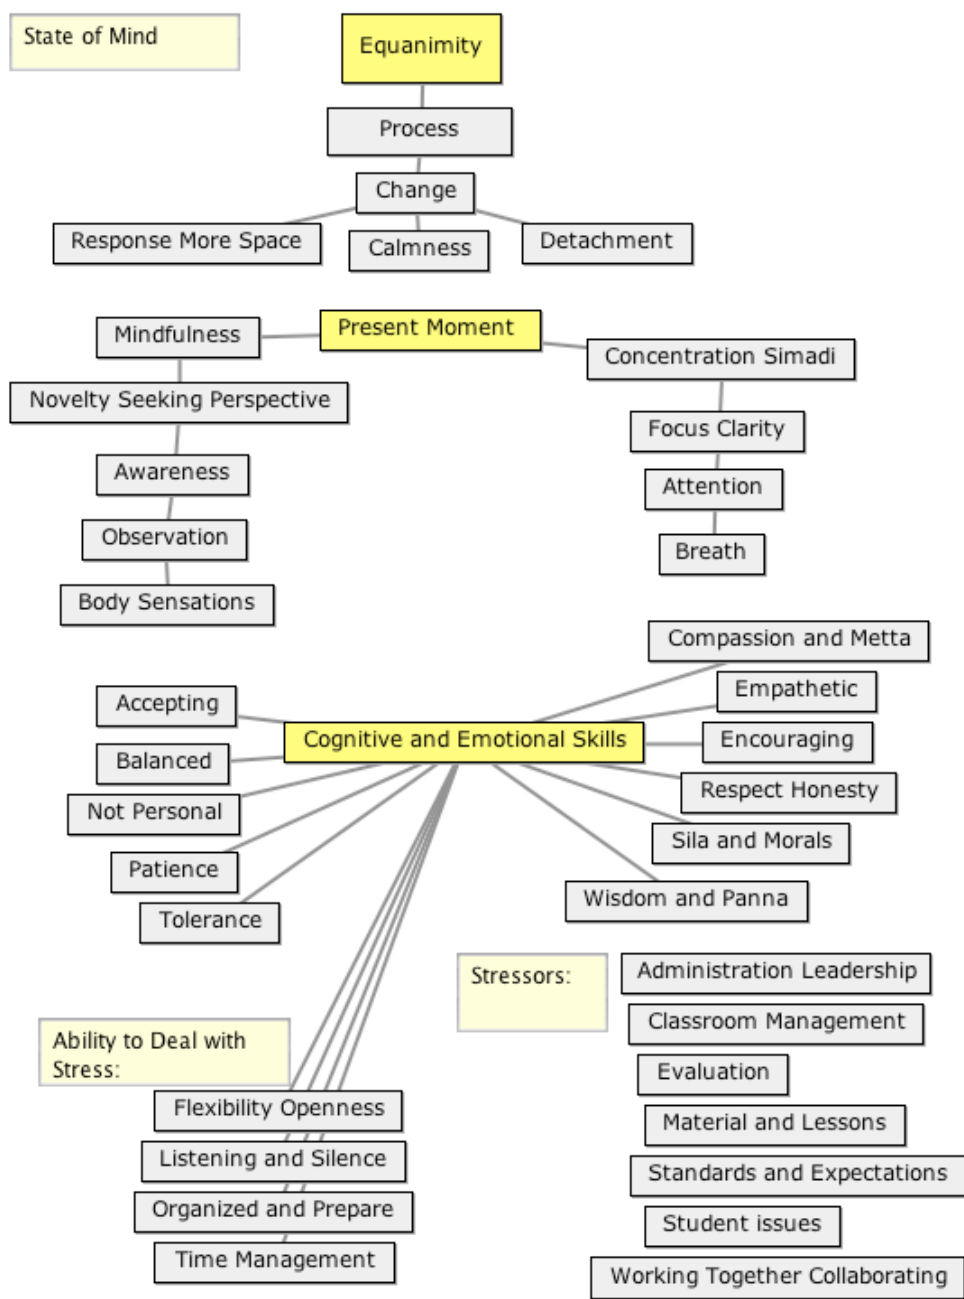 State of Mind
Equanimity
Process
Change
Response More Space
Calmness
Detachment
Mindfulness
Present Moment
Concentration Simadi
Novelty Seeking Perspective
Focus Clarity
Awareness
Attention
Observation
Breath
Body Sensations
Compassion and Metta
Accepting
Empathetic
Cognitive and Emotional Skills
Encouraging
Balanced
Respect Honesty
Not Personal
Sila and Morals
Patience
Wisdom and Panna
Tolerance
Stressors:
Administration Leadership
Classroom Management
Ability to Deal with
Stress:
Evaluation
Flexibility Openness
Material and Lessons
Listening and Silence
Standards and Expectations
Organized and Prepare
Student issues
Time Management
Working Together Collaborating